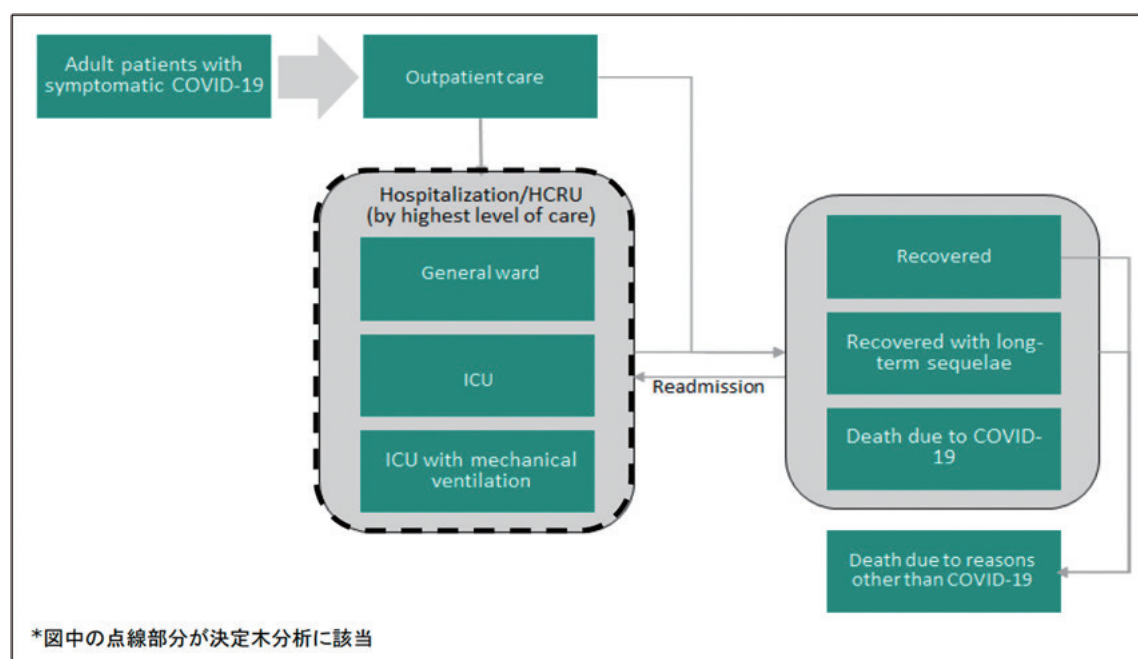 Adult patients with
symptomatic COVID-19
Outpatient care
Hospitalization/HCRU
(by highest level of care)
General ward
ICU
ICU with mechanical
ventilation
Readmission
Recovered
Recovered with long-
term sequelae
Death due to COVID-
19
Death due to reasons
other than COVID-19
*図中の点線部分が決定木分析に該当